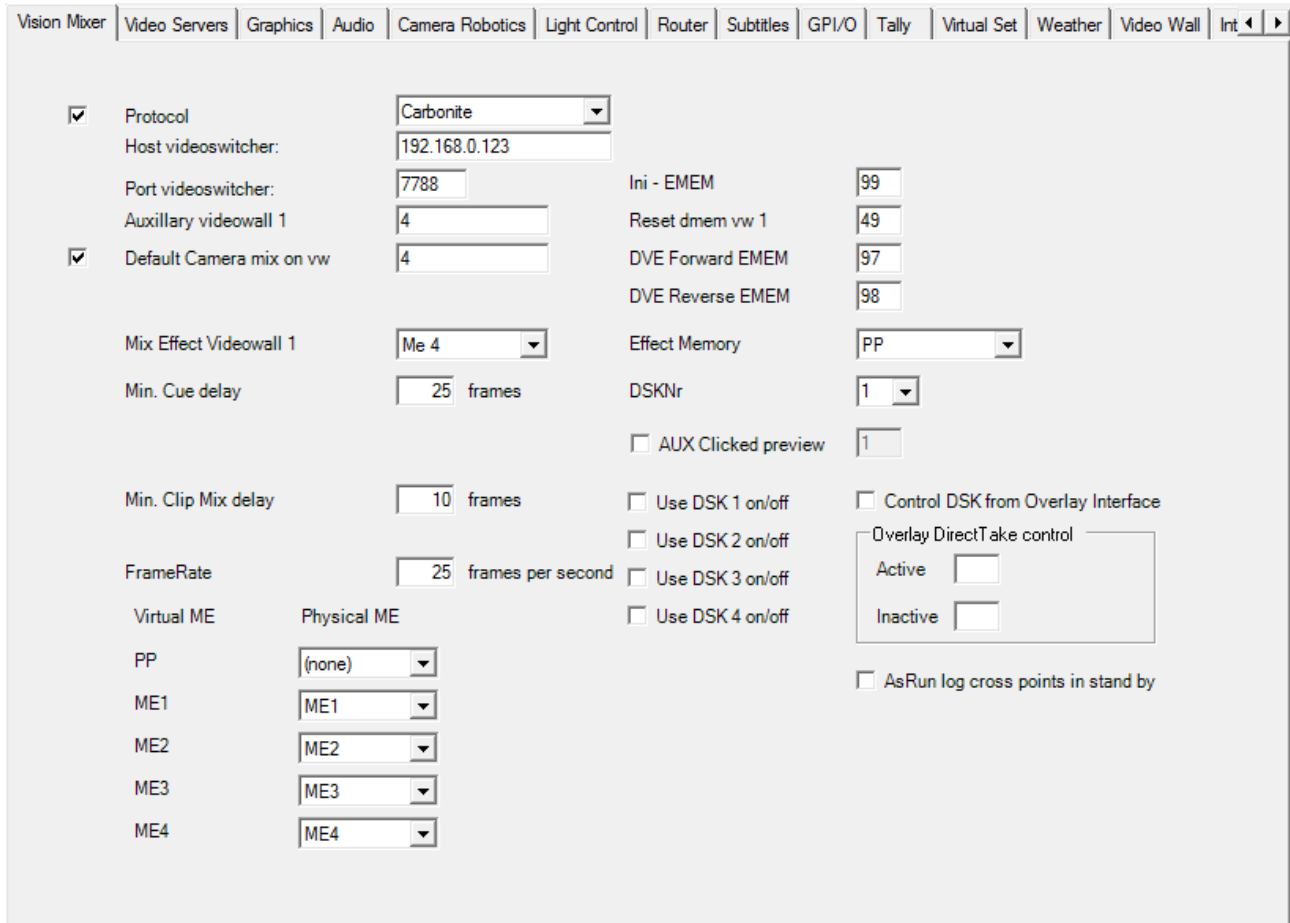 Vision Mixer Video Servers Graphics Audio Camera Robotics Light Control Router Subtitles GPI/O Tally Virtual Set Weather Video Wall Int
Protocol Carbonite
Host videoswitcher: 192.168.0.123
Port videoswitcher: 7788 Ini - EMEM 99
Auxillary videowall 1 4 Reset dmem vw 1 49
Default Camera mix on vw 4 DVE Forward EMEM 97
DVE Reverse EMEM 98
Mix Effect Videowall 1 Me 4 Effect Memory PP
Min. Cue delay 25 frames DSKNr 1
AUX Clicked preview 1
Min. Clip Mix delay 10 frames Use DSK 1 on/off Control DSK from Overlay Interface
Use DSK 2 on/off Overlay DirectTake control
FrameRate 25 frames per second Use DSK 3 on/off Active
Virtual ME Physical ME Use DSK 4 on/off Inactive
PP (none)
AsRun log cross points in stand by
ME1 ME1
ME2 ME2
ME3 ME3
ME4 ME4